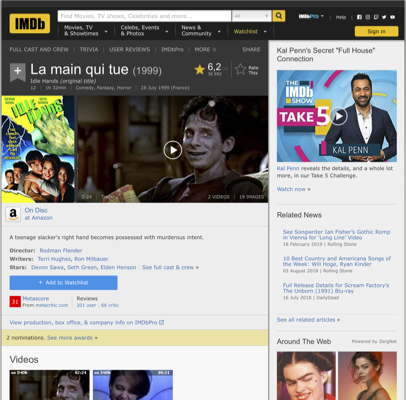 IMDb
Find Movies, TV shows, Celebrities and more...
All
IMDbPro
Help
Movies, TV & Showtimes
Celebs, Events & Photos
News & Community
Watchlist
Sign in
FULL CAST AND CREW | TRIVIA | USER REVIEWS | IMDbPro | MORE
SHARE
La main qui tue (1999)
Idle Hands (original title)
12 | 1h 32min | Comedy, Fantasy, Horror | 28 July 1999 (France)
6,2
Rate This
2:24 Trailer
2 VIDEOS | 19 IMAGES
a
On Disc
at Amazon
A teenage slacker's right hand becomes possessed with murderous intent.
Director: Rodman Flender
Writers: Terri Hughes, Ron Milbauer
Stars: Devon Sawa, Seth Green, Elden Henson | See full cast & crew »
+ Add to Watchlist
31
Metascore
From metacritic.com
Reviews
201 user | 66 critic
View production, box office, & company info on IMDbPro
2 nominations. See more awards »
Videos
02:24
00:31
Kal Penn's Secret "Full House" Connection
THE IMDb SHOW
TAKE 5
KAL PENN
Kal Penn reveals the details, and a whole lot more, in our Take 5 Challenge.
Watch now »
Related News
See Songwriter Ian Fisher's Gothic Romp in Vienna for 'Long Line' Video
18 February 2019 | Rolling Stone
10 Best Country and Americana Songs of the Week: Will Hoge, Ryan Kinder
03 August 2018 | Rolling Stone
Full Release Details for Scream Factory's The Unborn (1991) Blu-ray
16 July 2018 | DailyDead
See all related articles »
Around The Web
Powered by ZergNet